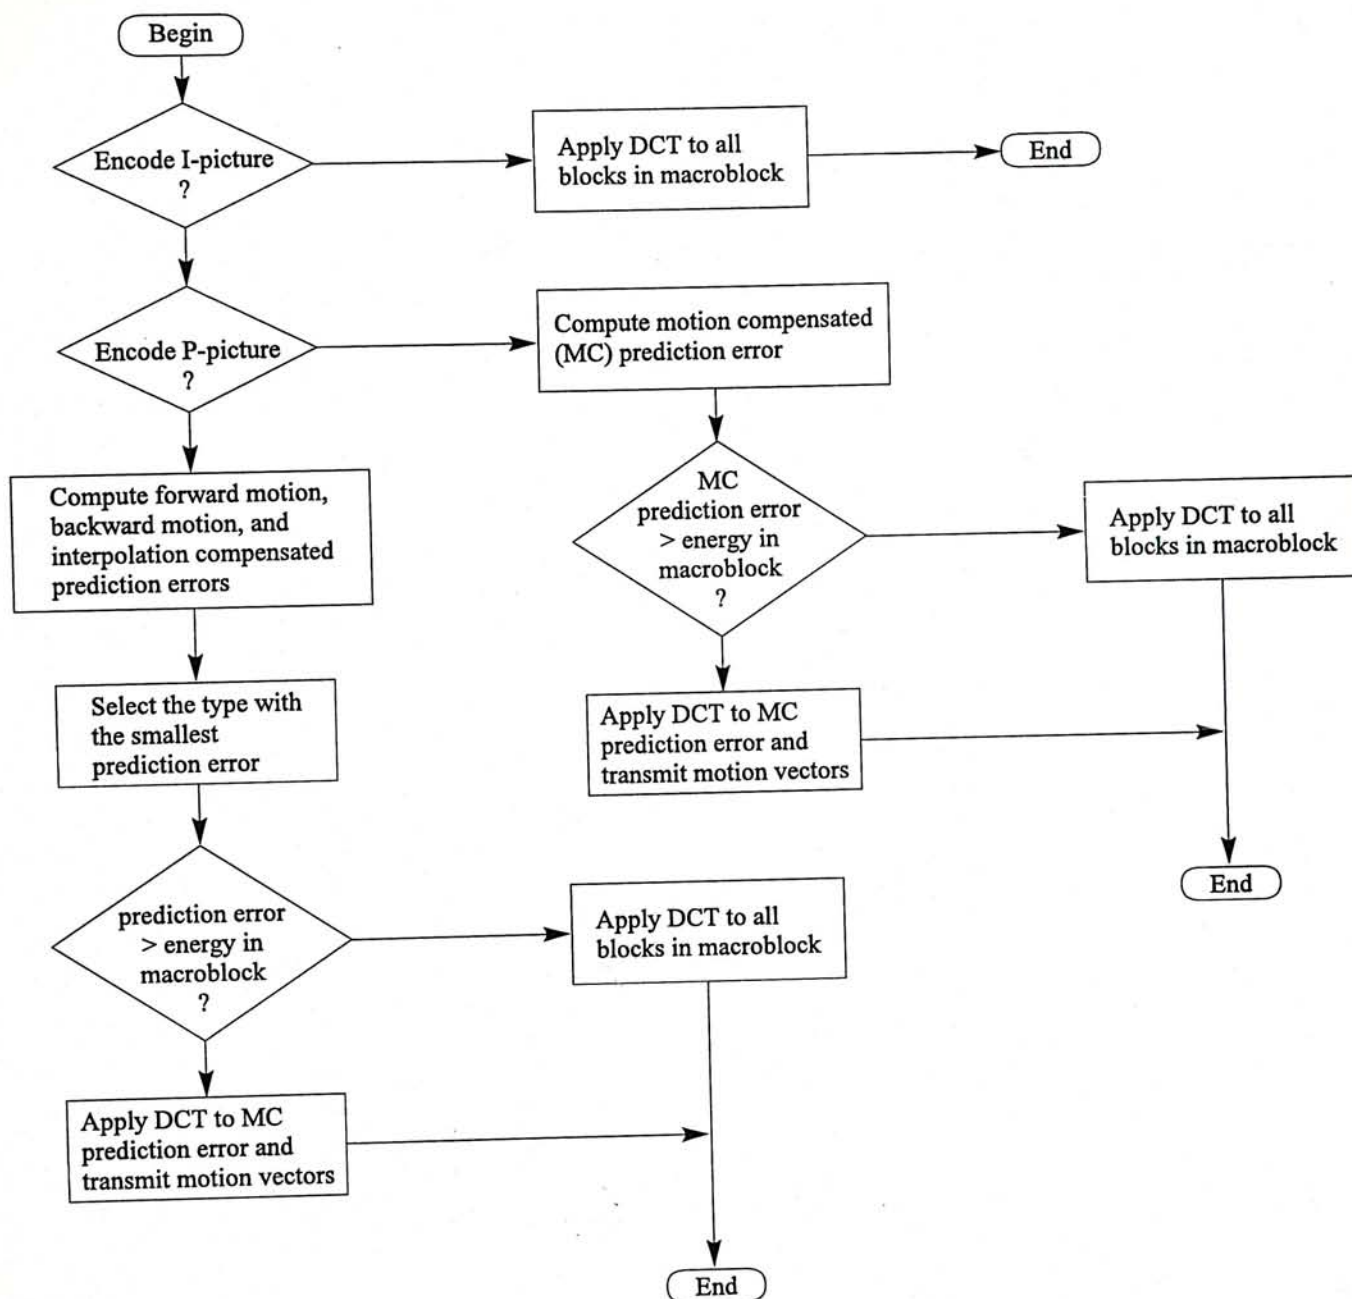 Begin
Encode I-picture
?
Apply DCT to all
blocks in macroblock
End
Encode P-picture
?
Compute motion compensated
(MC) prediction error
Compute forward motion,
backward motion, and
interpolation compensated
prediction errors
MC
prediction error
> energy in
macroblock
?
Apply DCT to all
blocks in macroblock
Select the type with
the smallest
prediction error
Apply DCT to MC
prediction error and
transmit motion vectors
End
prediction error
> energy in
macroblock
?
Apply DCT to all
blocks in macroblock
Apply DCT to MC
prediction error and
transmit motion vectors
End